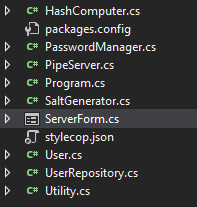 C# HashComputer.cs
packages.config
C# PasswordManager.cs
C# PipeServer.cs
C# Program.cs
C# SaltGenerator.cs
ServerForm.cs
stylecop.json
C# User.cs
C# UserRepository.cs
C# Utility.cs